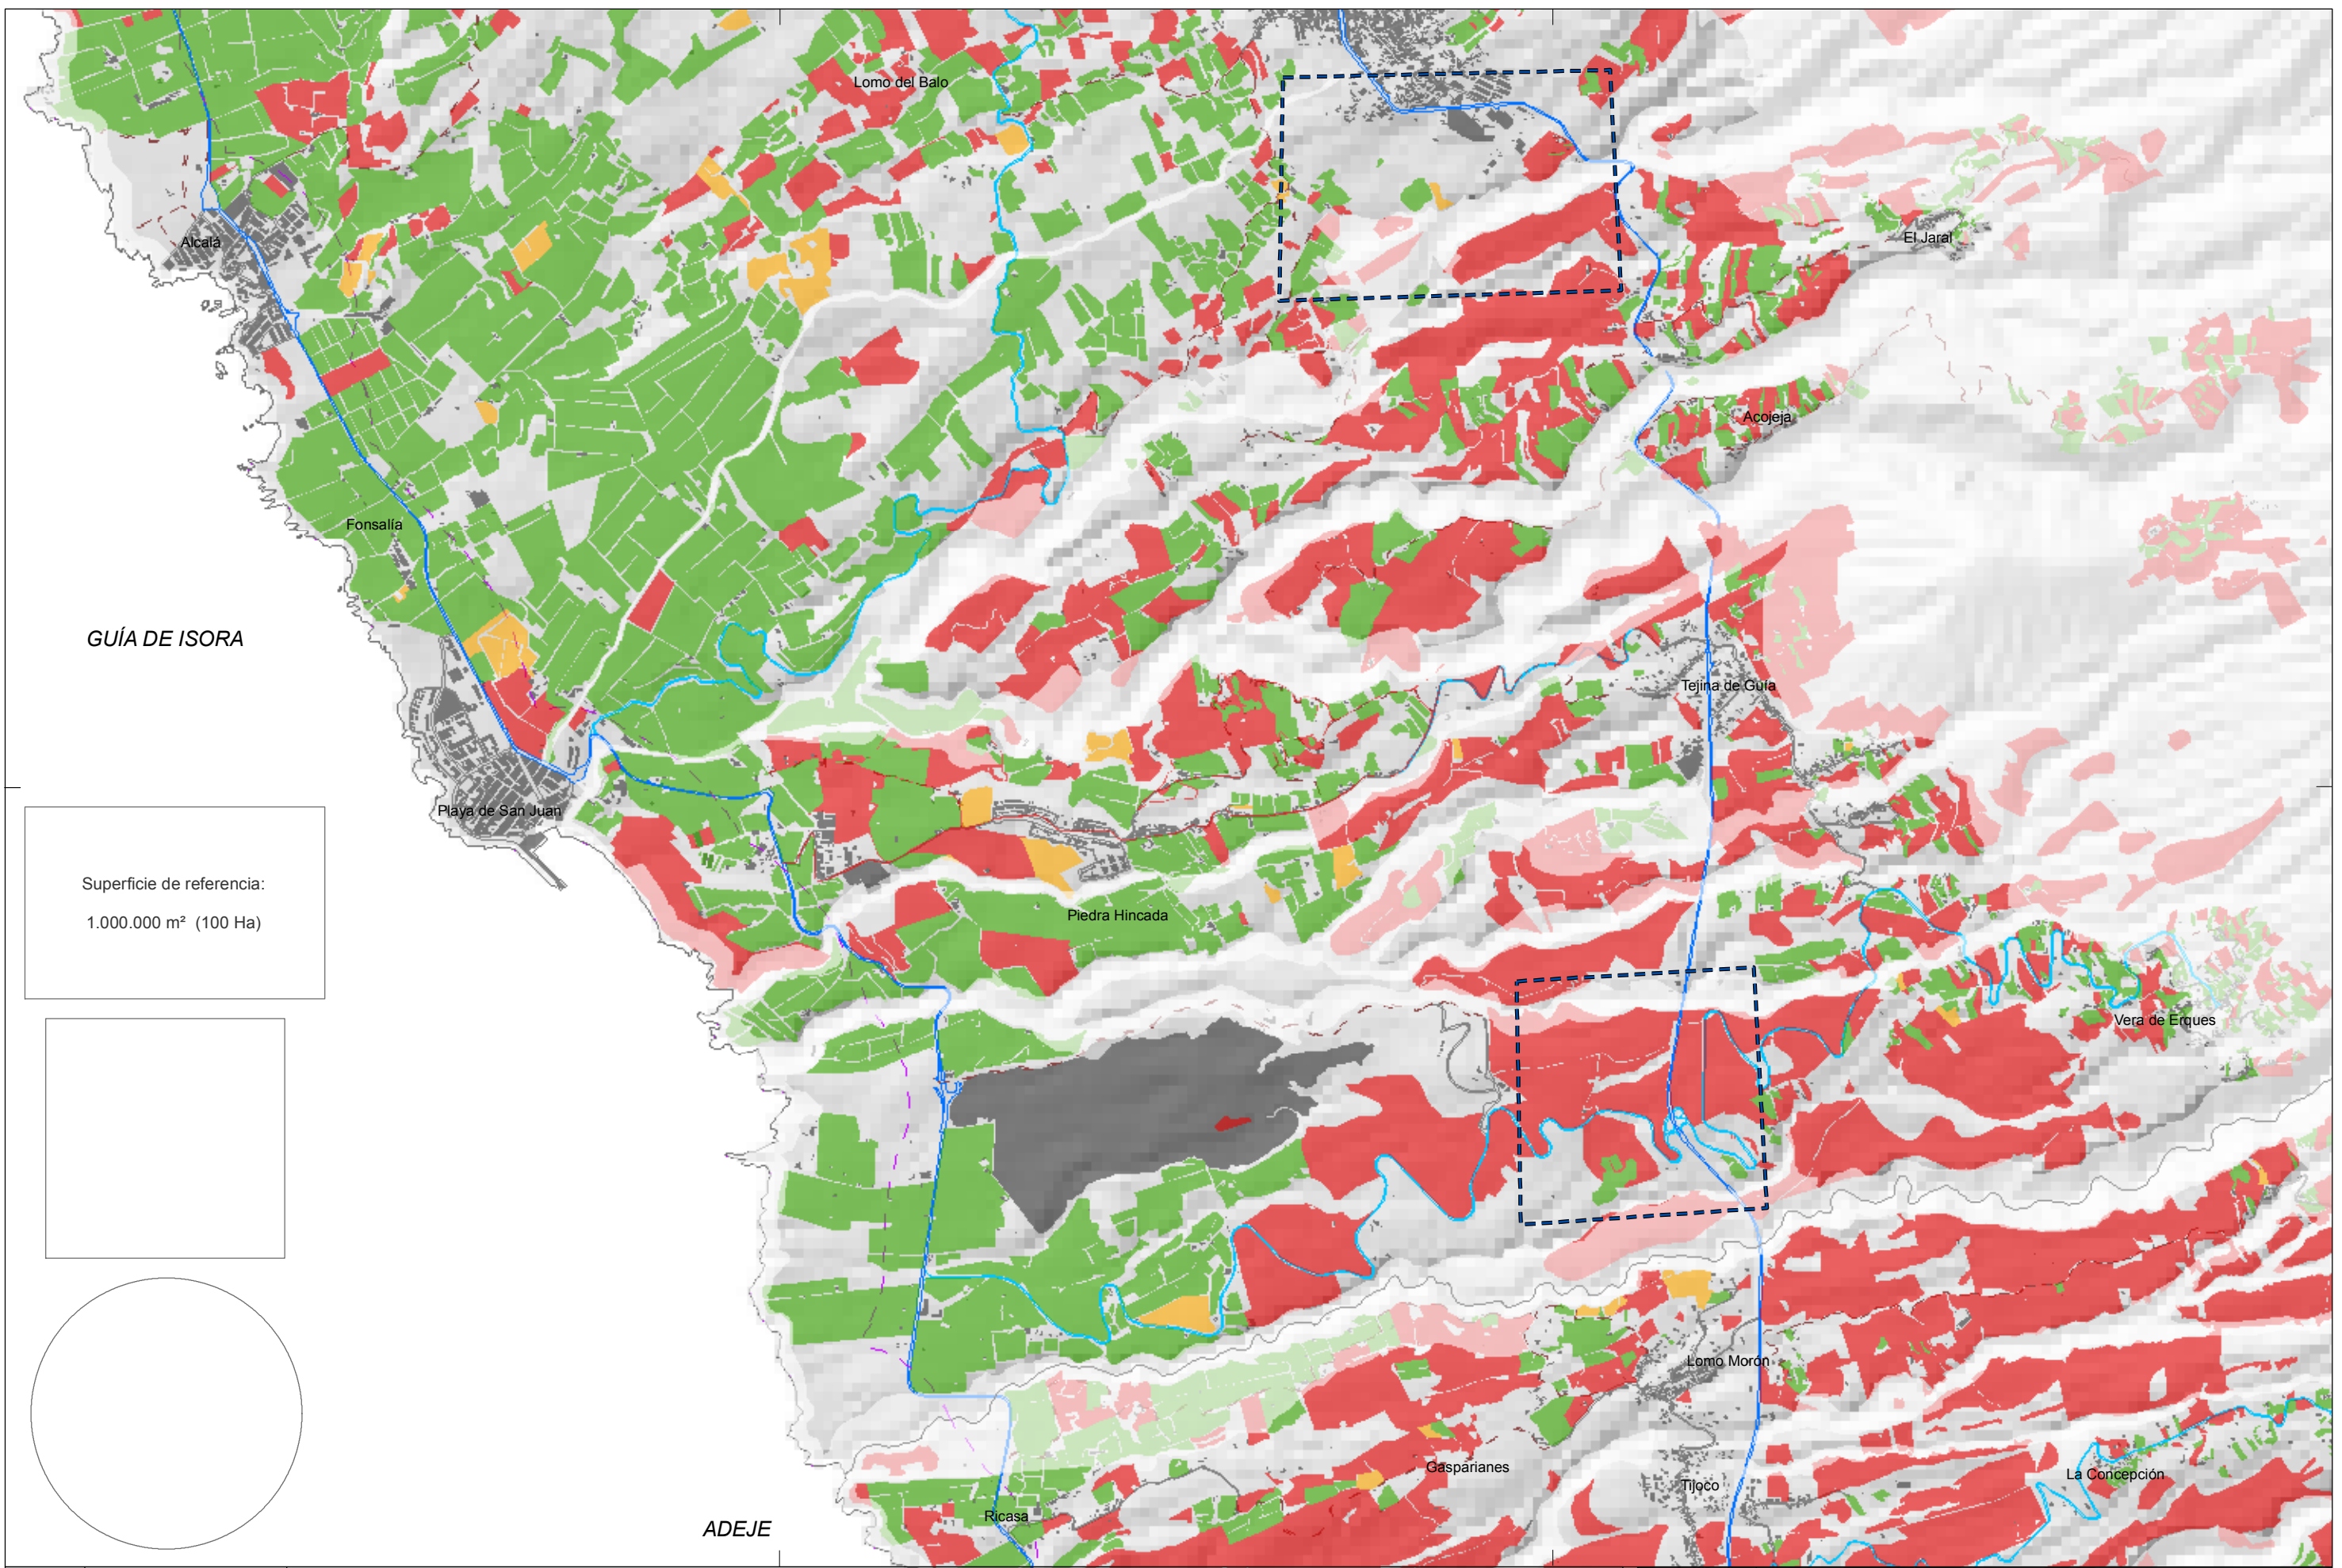 Lomo del Balo
Alcalá
El Jaral
Acojeja
Fonsalía
GUÍA DE ISORA
Tejina de Guía
Playa de San Juan
Superficie de referencia:
1.000.000 m² (100 Ha)
Piedra Hincada
Vera de Erques
Lomo Morón
Gasparianes
La Concepción
Tijoco
Ricasa
ADEJE